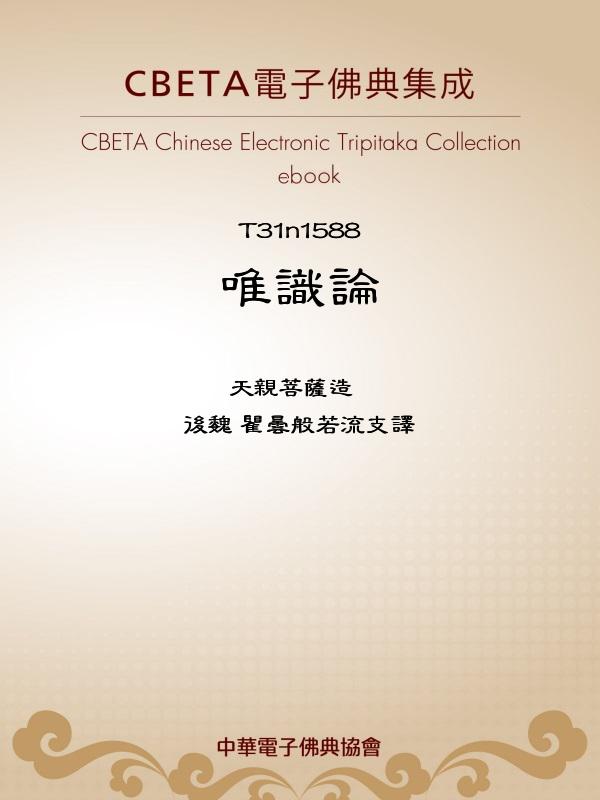 CBETA電子佛典集成
CBETA Chinese Electronic Tripitaka Collection
ebook
T31n1588
唯識論
天親菩薩造
後魏 瞿曇般若流支譯
中華電子佛典協會